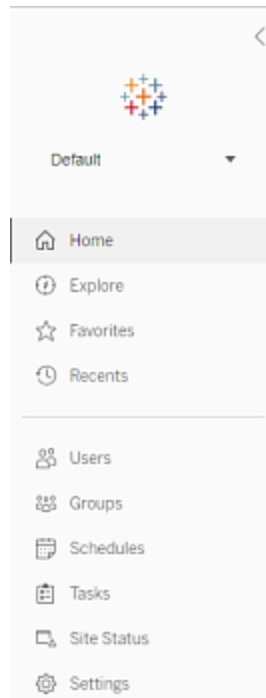 Default
Home
Explore
Favorites
Recents
Users
Groups
Schedules
Tasks
Site Status
Settings